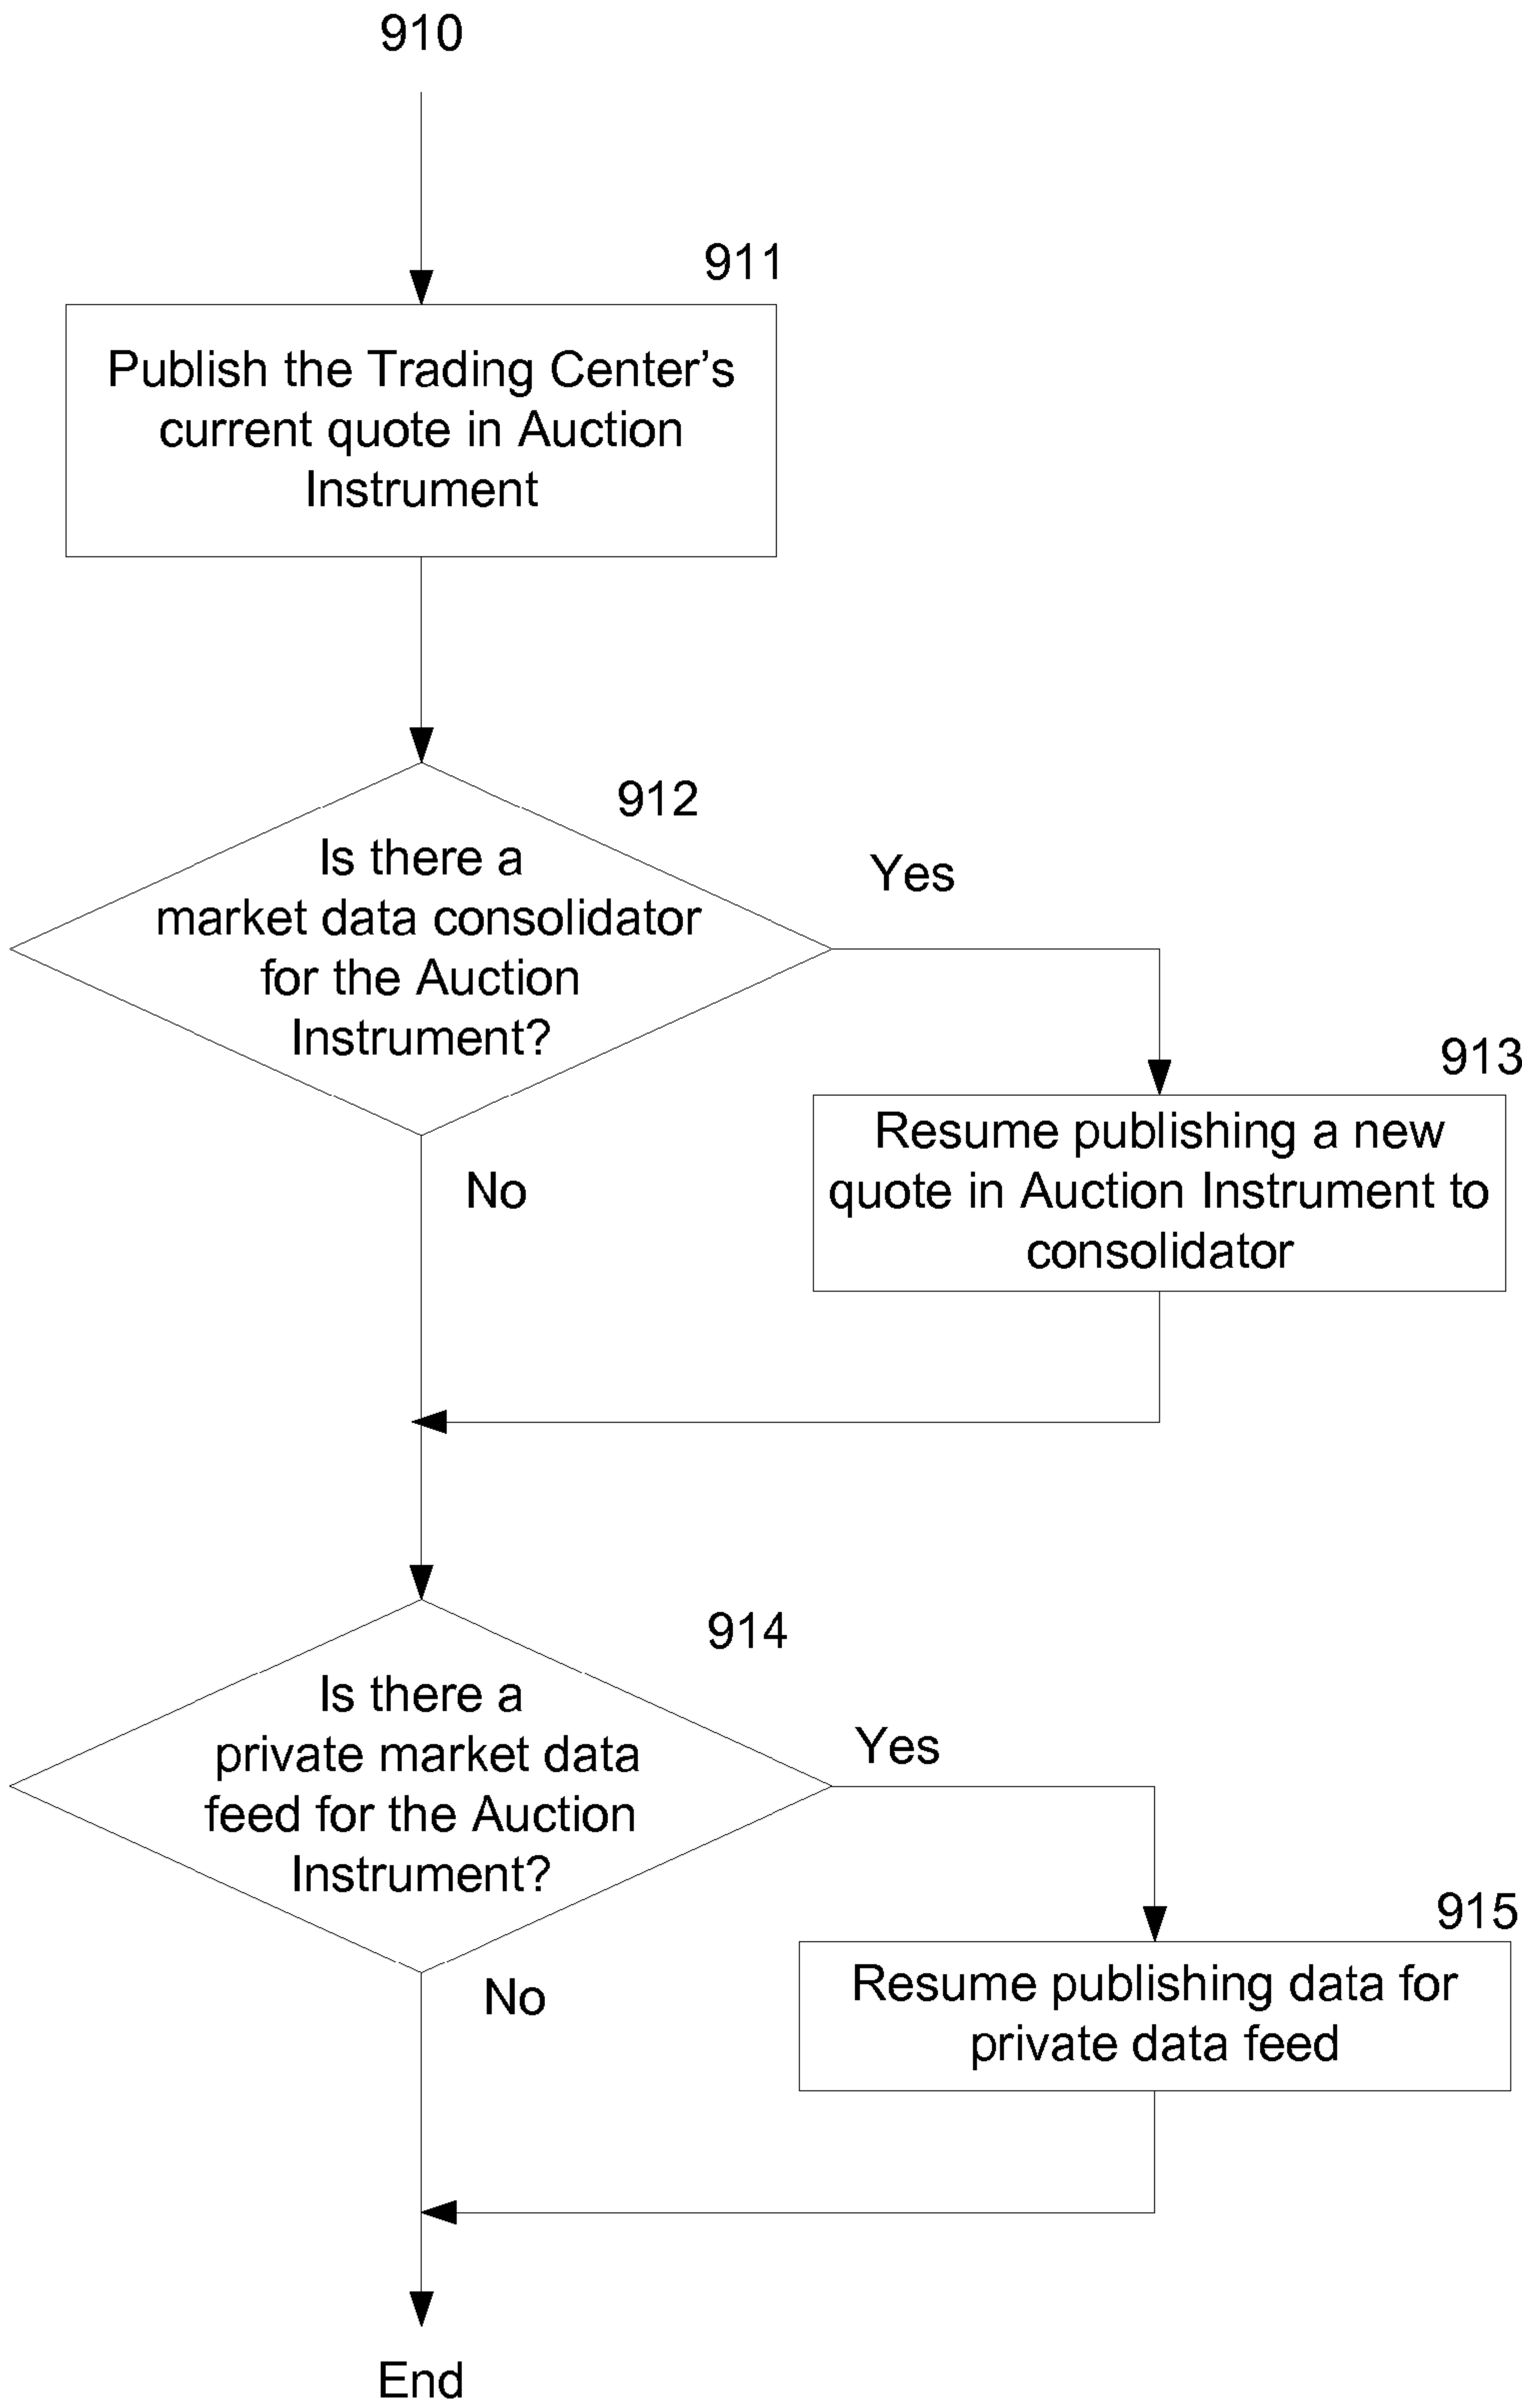 910
911
Publish the Trading Center’s
current quote in Auction
Instrument
912
Is there a
market data consolidator
for the Auction
Instrument?
Yes
No
913
Resume publishing a new
quote in Auction Instrument to
consolidator
914
Is there a
private market data
feed for the Auction
Instrument?
Yes
No
915
Resume publishing data for
private data feed
End